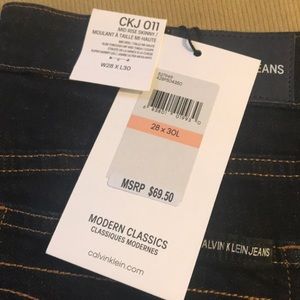 CKJ 011
MID RISE SKINNY /
MOULANT À TAILLE MI-HAUTE
W28 X L30
JEANS
28 x 30L
MSRP $69.50
MODERN CLASSICS
CLASSIQUES MODERNES
calvinklein.com
CALVIN KLEIN JEANS